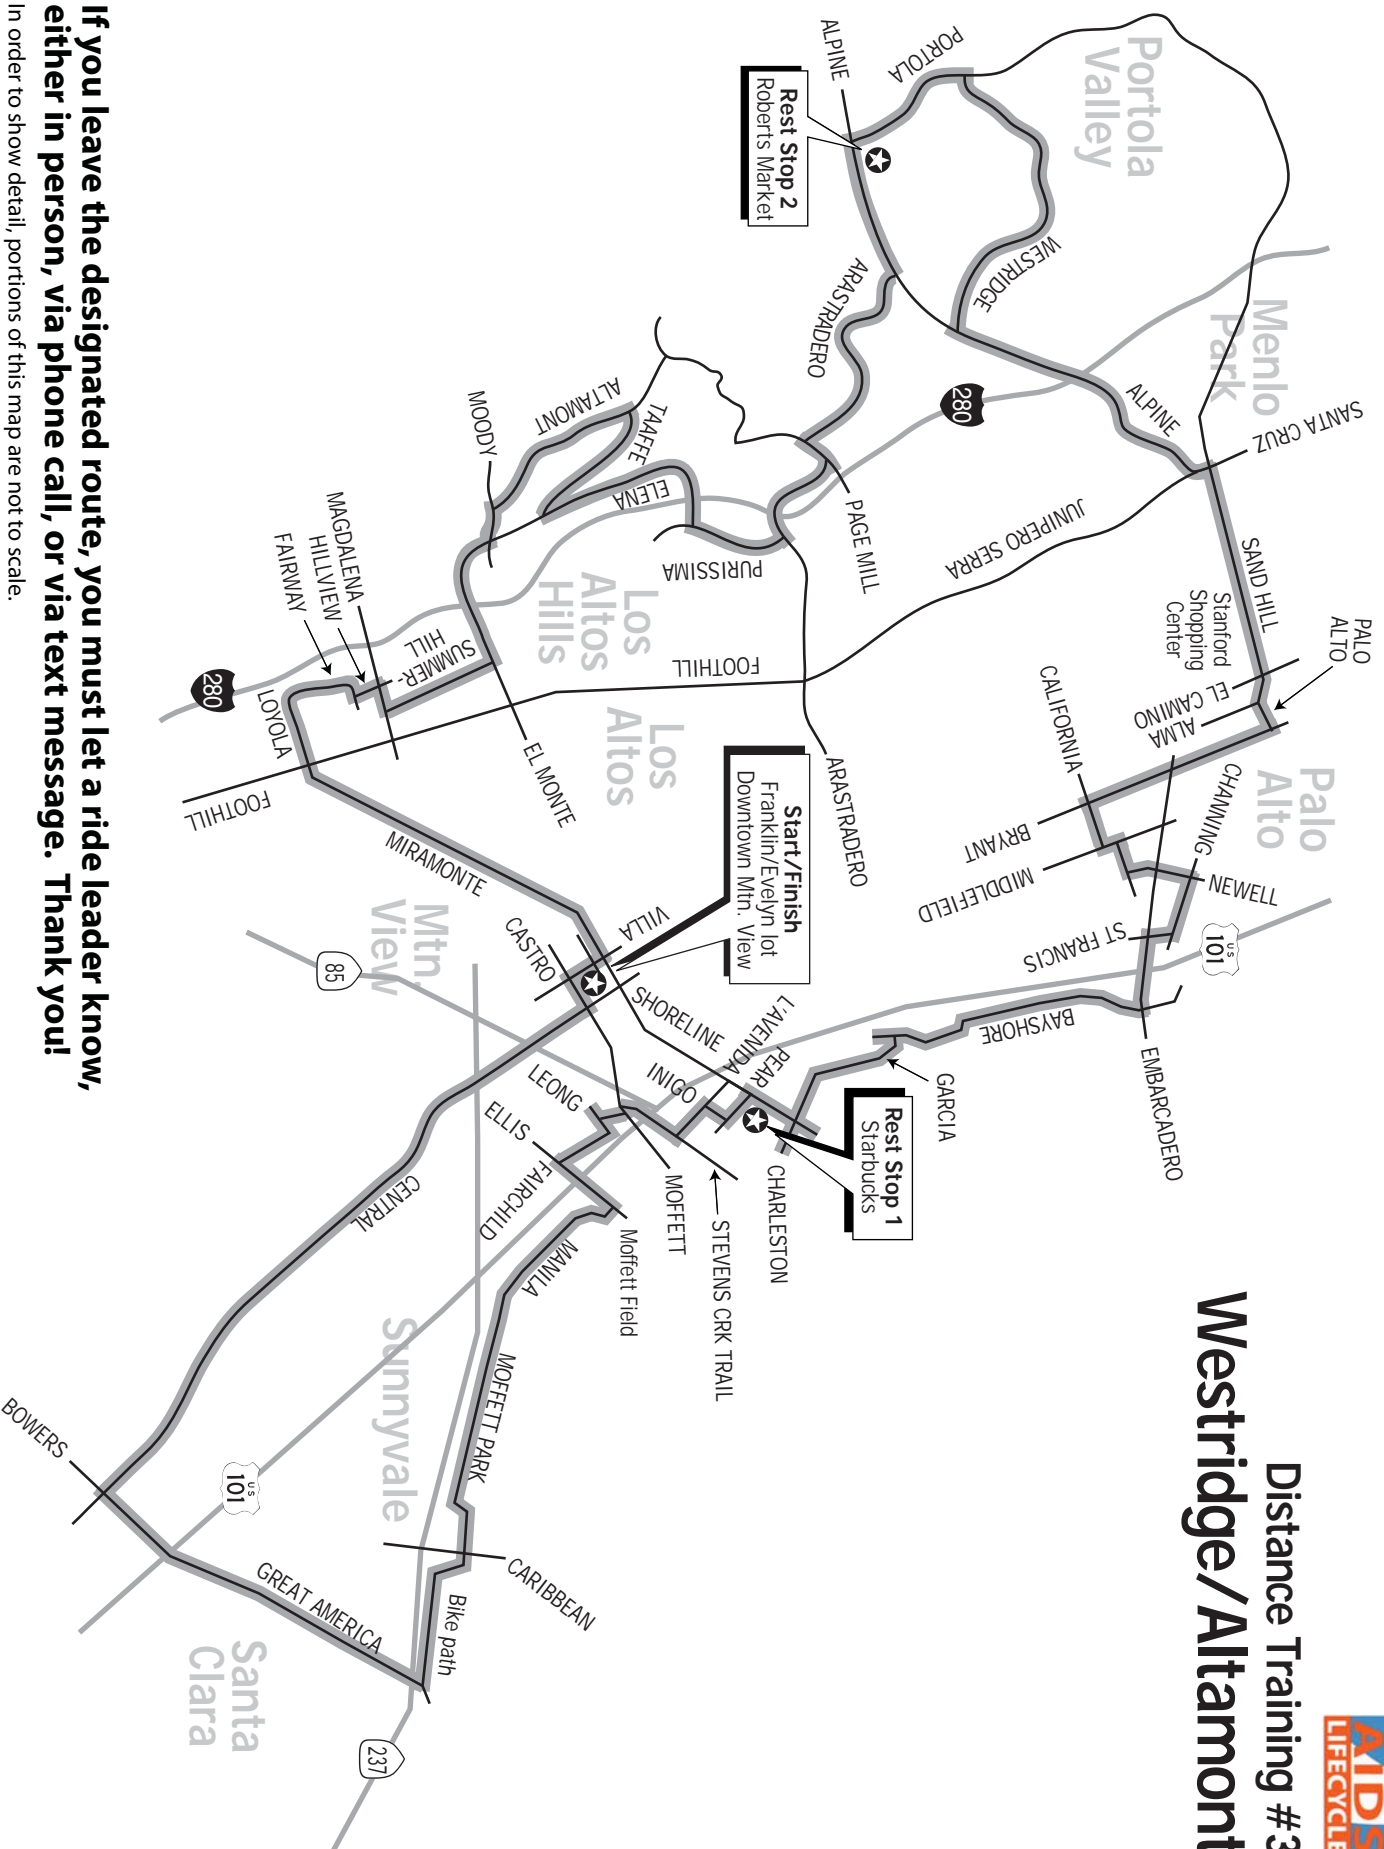 AIDS
LIFECYCLE
Distance Training #3
Westridge/Altamont
Portola
Valley
Menlo
Park
SANTA CRUZ
PALO
ALTO
Palo
Alto
SAND HILL
Stanford
Shopping
Center
EL CAMINO
ALMA
CHANNING
NEWELL
US
101
PORTOLA
WESTRIDGE
ALPINE
ALPINE
CALIFORNIA
BRYANT
MIDDLEFIELD
ST FRANCIS
BAYSHORE
EMBARCADERO
Rest Stop 2
Roberts Market
ARASTRADERO
280
JUNIPERO SERRA
PAGE MILL
ARASTRADERO
GARCIA
Rest Stop 1
Starbucks
ALTAMONT
TAAFFE
ELENA
PURISSIMA
FOOTHILL
Start/Finish
Franklin/Evelyn lot
Downtown Mtn. View
L'AVENIDA
PEAR
CHARLESTON
STEVENS CRK TRAIL
MOODY
Los
Altos
Hills
Los
Altos
VILLA
SHORELINE
INIGO
MOFFETT
Moffett Field
MAGDALENA
HILLVIEW
FAIRWAY
SUMMER-
HILL
EL MONTE
CASTRO
LEONG
ELLIS
FAIRCHILD
MANILA
MOFFETT PARK
CARIBBEAN
280
LOYOLA
FOOTHILL
MIRAMONTE
Mtn.
View
85
CENTRAL
Sunnyvale
Bike path
US
101
GREAT AMERICA
BOWERS
Santa
Clara
237
If you leave the designated route, you must let a ride leader know,
either in person, via phone call, or via text message. Thank you!
In order to show detail, portions of this map are not to scale.